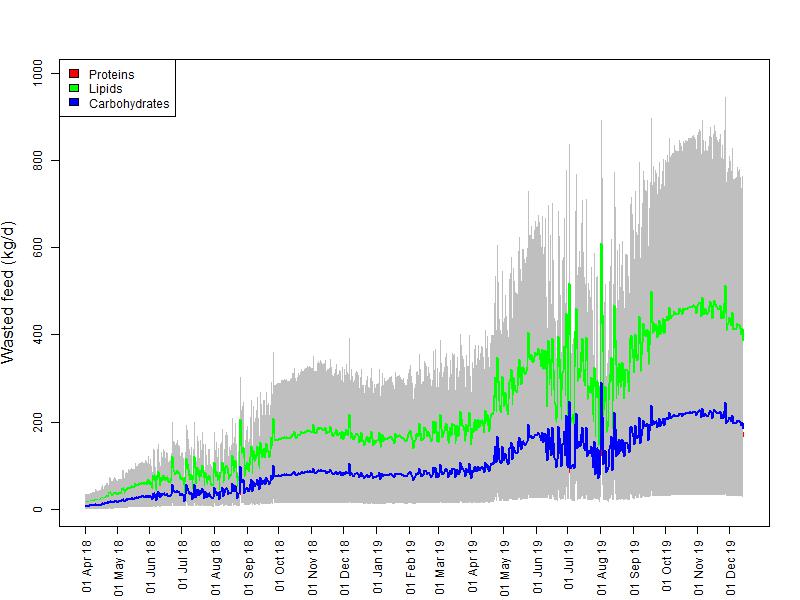 Proteins
Lipids
Carbohydrates
Wasted feed (kg/d)
1000
800
600
400
200
0
01 Apr 18
01 May 18
01 Jun 18
01 Jul 18
01 Aug 18
01 Sep 18
01 Oct 18
01 Nov 18
01 Dec 18
01 Jan 19
01 Feb 19
01 Mar 19
01 Apr 19
01 May 19
01 Jun 19
01 Jul 19
01 Aug 19
01 Sep 19
01 Oct 19
01 Nov 19
01 Dec 19